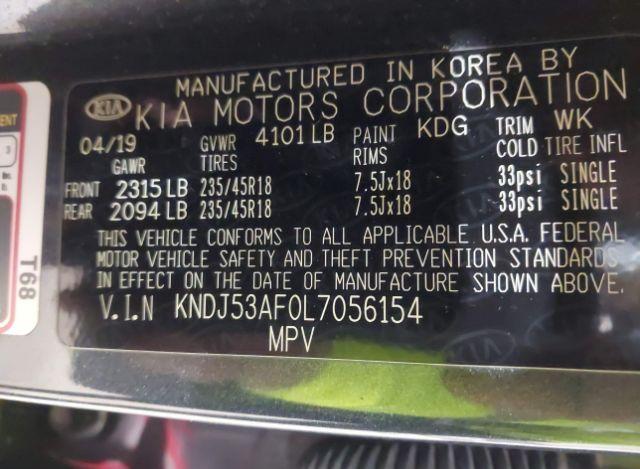 MANUFACTURED IN KOREA BY
KIA KIA MOTORS CORPORATION
04/19 GVWR 4101 LB PAINT KDG TRIM WK
GAWR TIRES RIMS COLD TIRE INFL
FRONT 2315 LB 235/45R18 7.5Jx18 33psi SINGLE
REAR 2094 LB 235/45R18 7.5Jx18 33psi SINGLE
THIS VEHICLE CONFORMS TO ALL APPLICABLE U.S.A. FEDERAL
MOTOR VEHICLE SAFETY AND THEFT PREVENTION STANDARDS
IN EFFECT ON THE DATE OF MANUFACTURE SHOWN ABOVE.
V.I.N KNDJ53AF0L7056154
MPV
T68
3